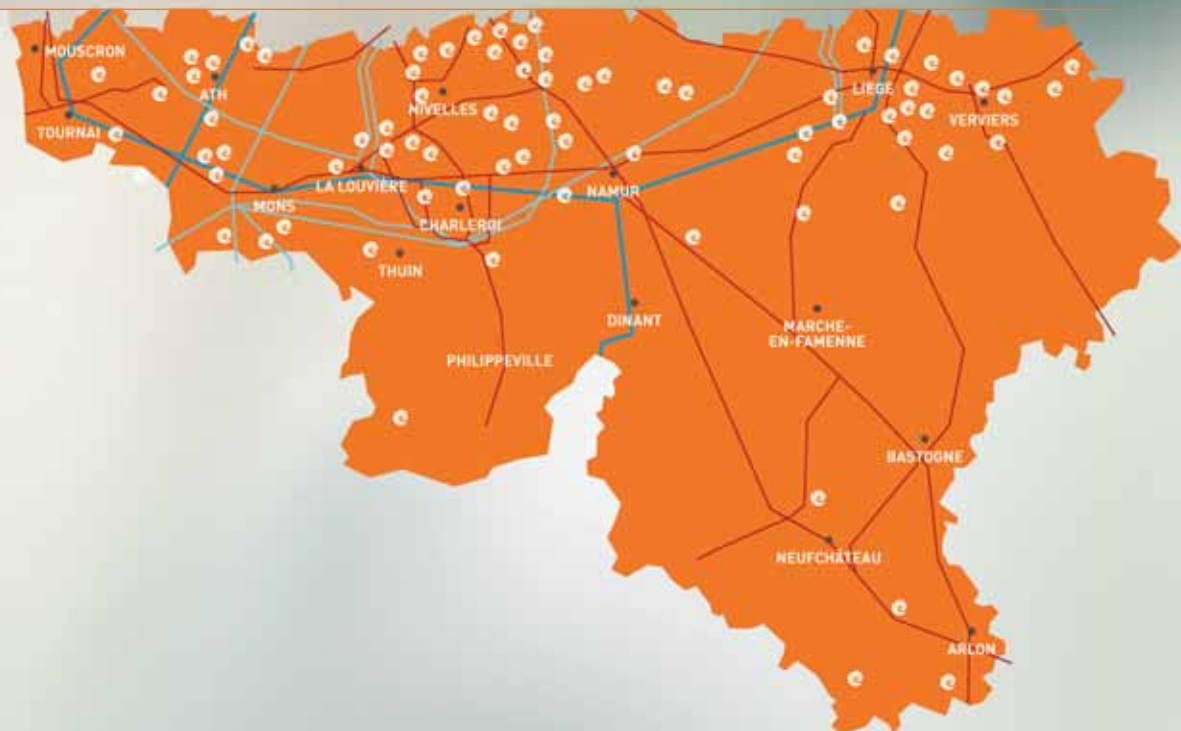 MOUSCRON
ATH
TOURNAI
NIVELLES
LIEGE
VERVIERS
LA LOUVIÈRE
MONS
NAMUR
CHARLEROI
THUIN
DINANT
MARCHE-
EN-FAMENNE
PHILIPPEVILLE
BASTOGNE
NEUFCHÂTEAU
ARLON